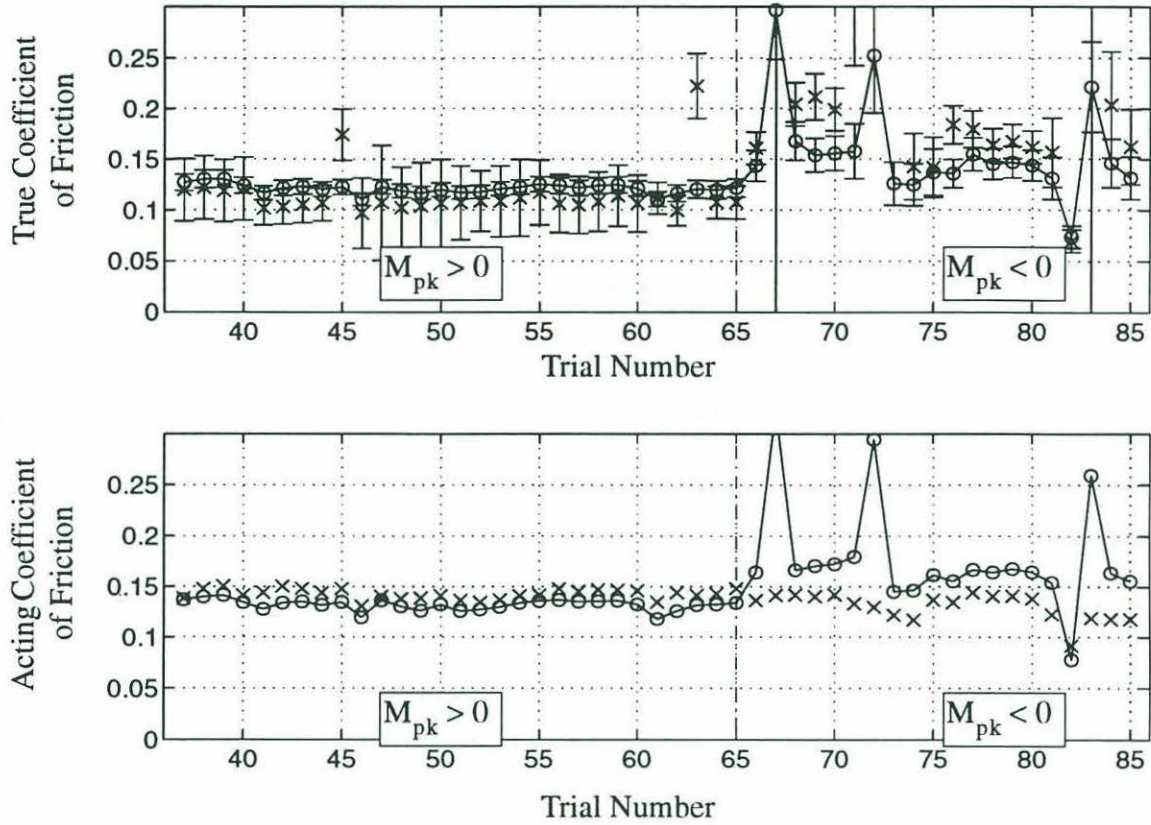 True Coefficient
of Friction
0.25
0.2
0.15
0.1
0.05
0
M_pk > 0
M_pk < 0
40 45 50 55 60 65 70 75 80 85
Trial Number
Acting Coefficient
of Friction
0.25
0.2
0.15
0.1
0.05
0
M_pk > 0
M_pk < 0
40 45 50 55 60 65 70 75 80 85
Trial Number